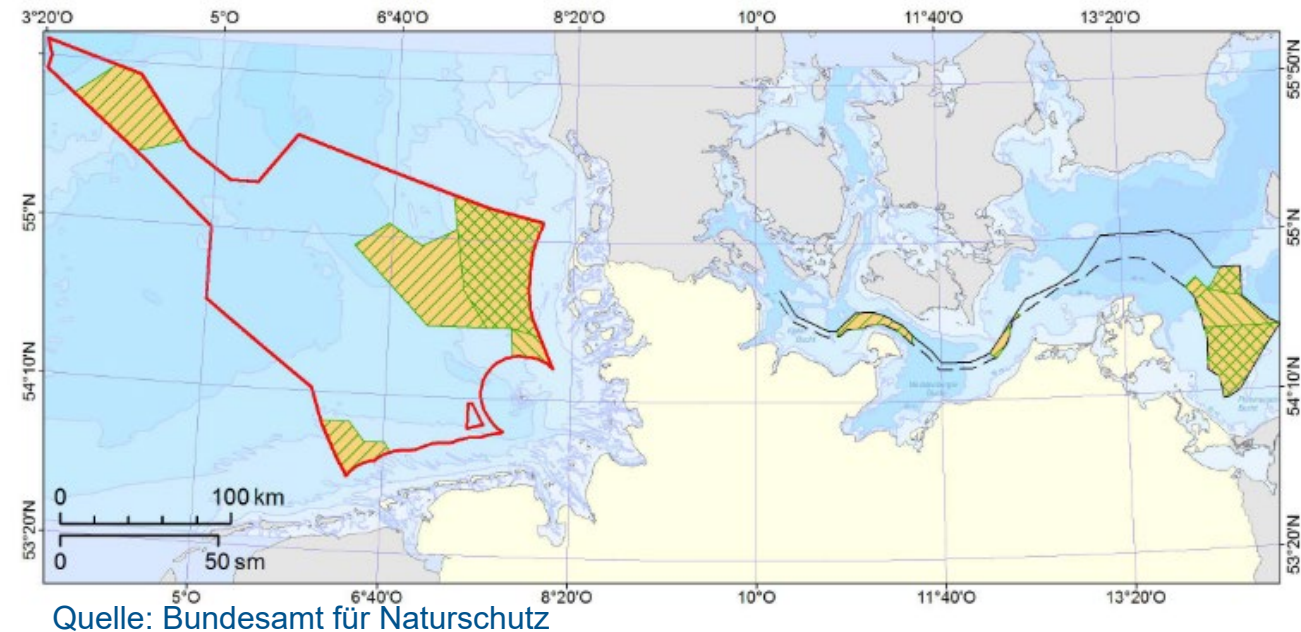 3°20'O 5° 6°40'O 8°20'O 10°O 11°40'O 13°20'O
55°50'N
55°N 55°N
54°10'N 54°10'N
53°20'N 53°20'N
0 100 km
0 50 sm
5°O 6°40'O 8°20'O 10°O 11°40'O 13°20'O
Quelle: Bundesamt für Naturschutz